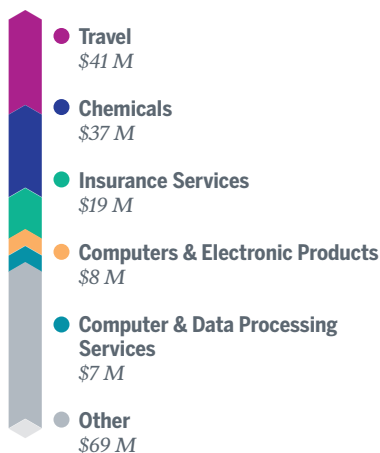 Travel
$41 M
Chemicals
$37 M
Insurance Services
$19 M
Computers & Electronic Products
$8 M
Computer & Data Processing
Services
$7 M
Other
$69 M